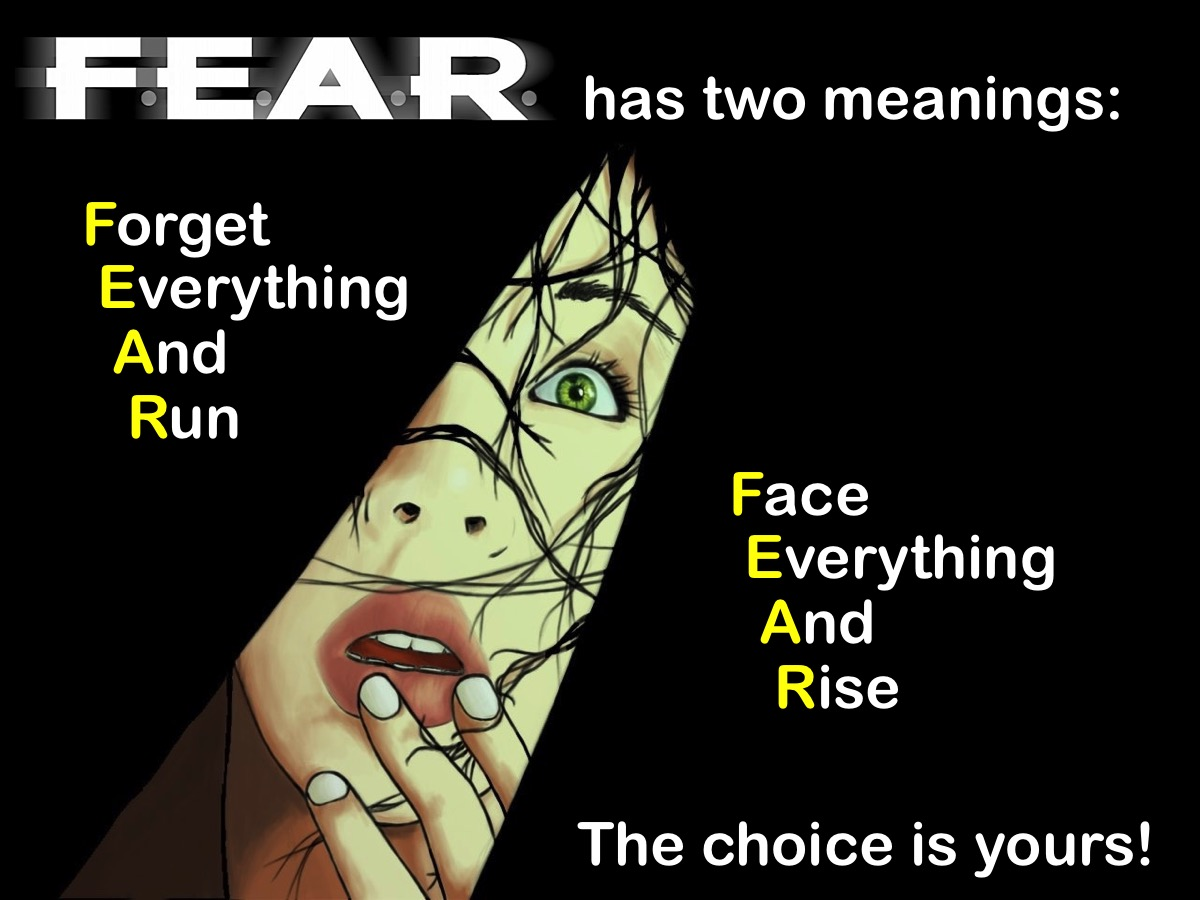 F.E.A.R. has two meanings:
Forget
Everything
And
Run
Face
Everything
And
Rise
The choice is yours!